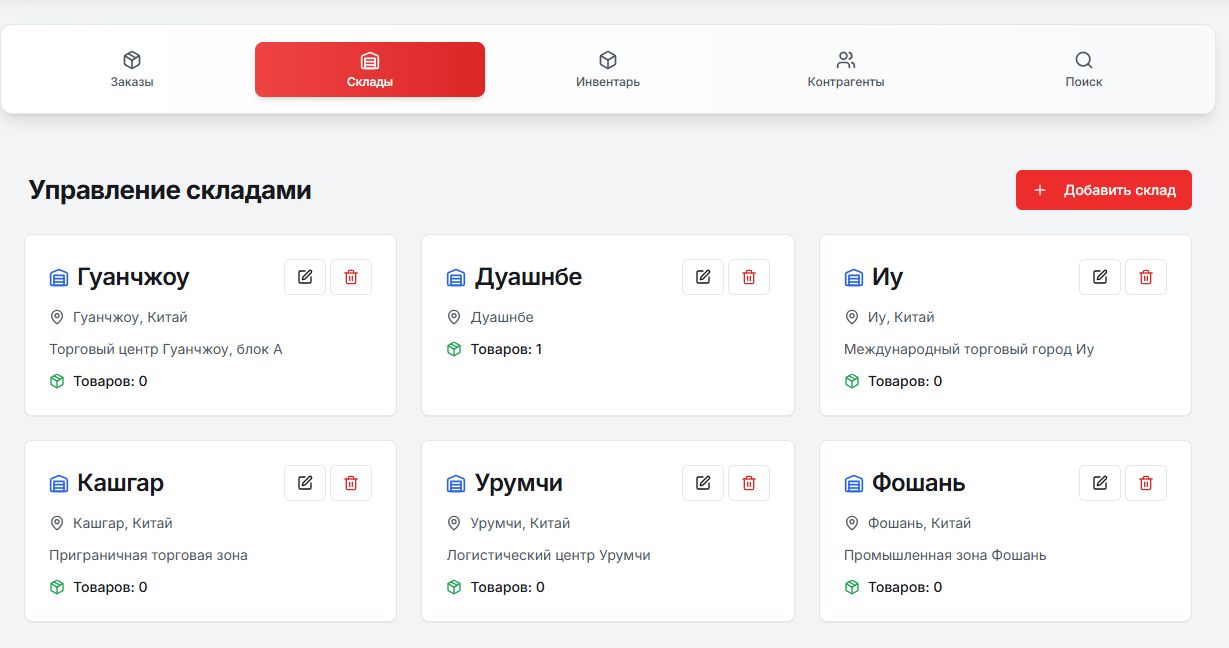 Заказы
Склады
Инвентарь
Контрагенты
Поиск
Управление складами
Добавить склад
Гуанчжоу
Гуанчжоу, Китай
Торговый центр Гуанчжоу, блок А
Товаров: 0
Дуашнбе
Дуашнбе
Товаров: 1
Иу
Иу, Китай
Международный торговый город Иу
Товаров: 0
Кашгар
Кашгар, Китай
Приграничная торговая зона
Товаров: 0
Урумчи
Урумчи, Китай
Логистический центр Урумчи
Товаров: 0
Фошань
Фошань, Китай
Промышленная зона Фошань
Товаров: 0